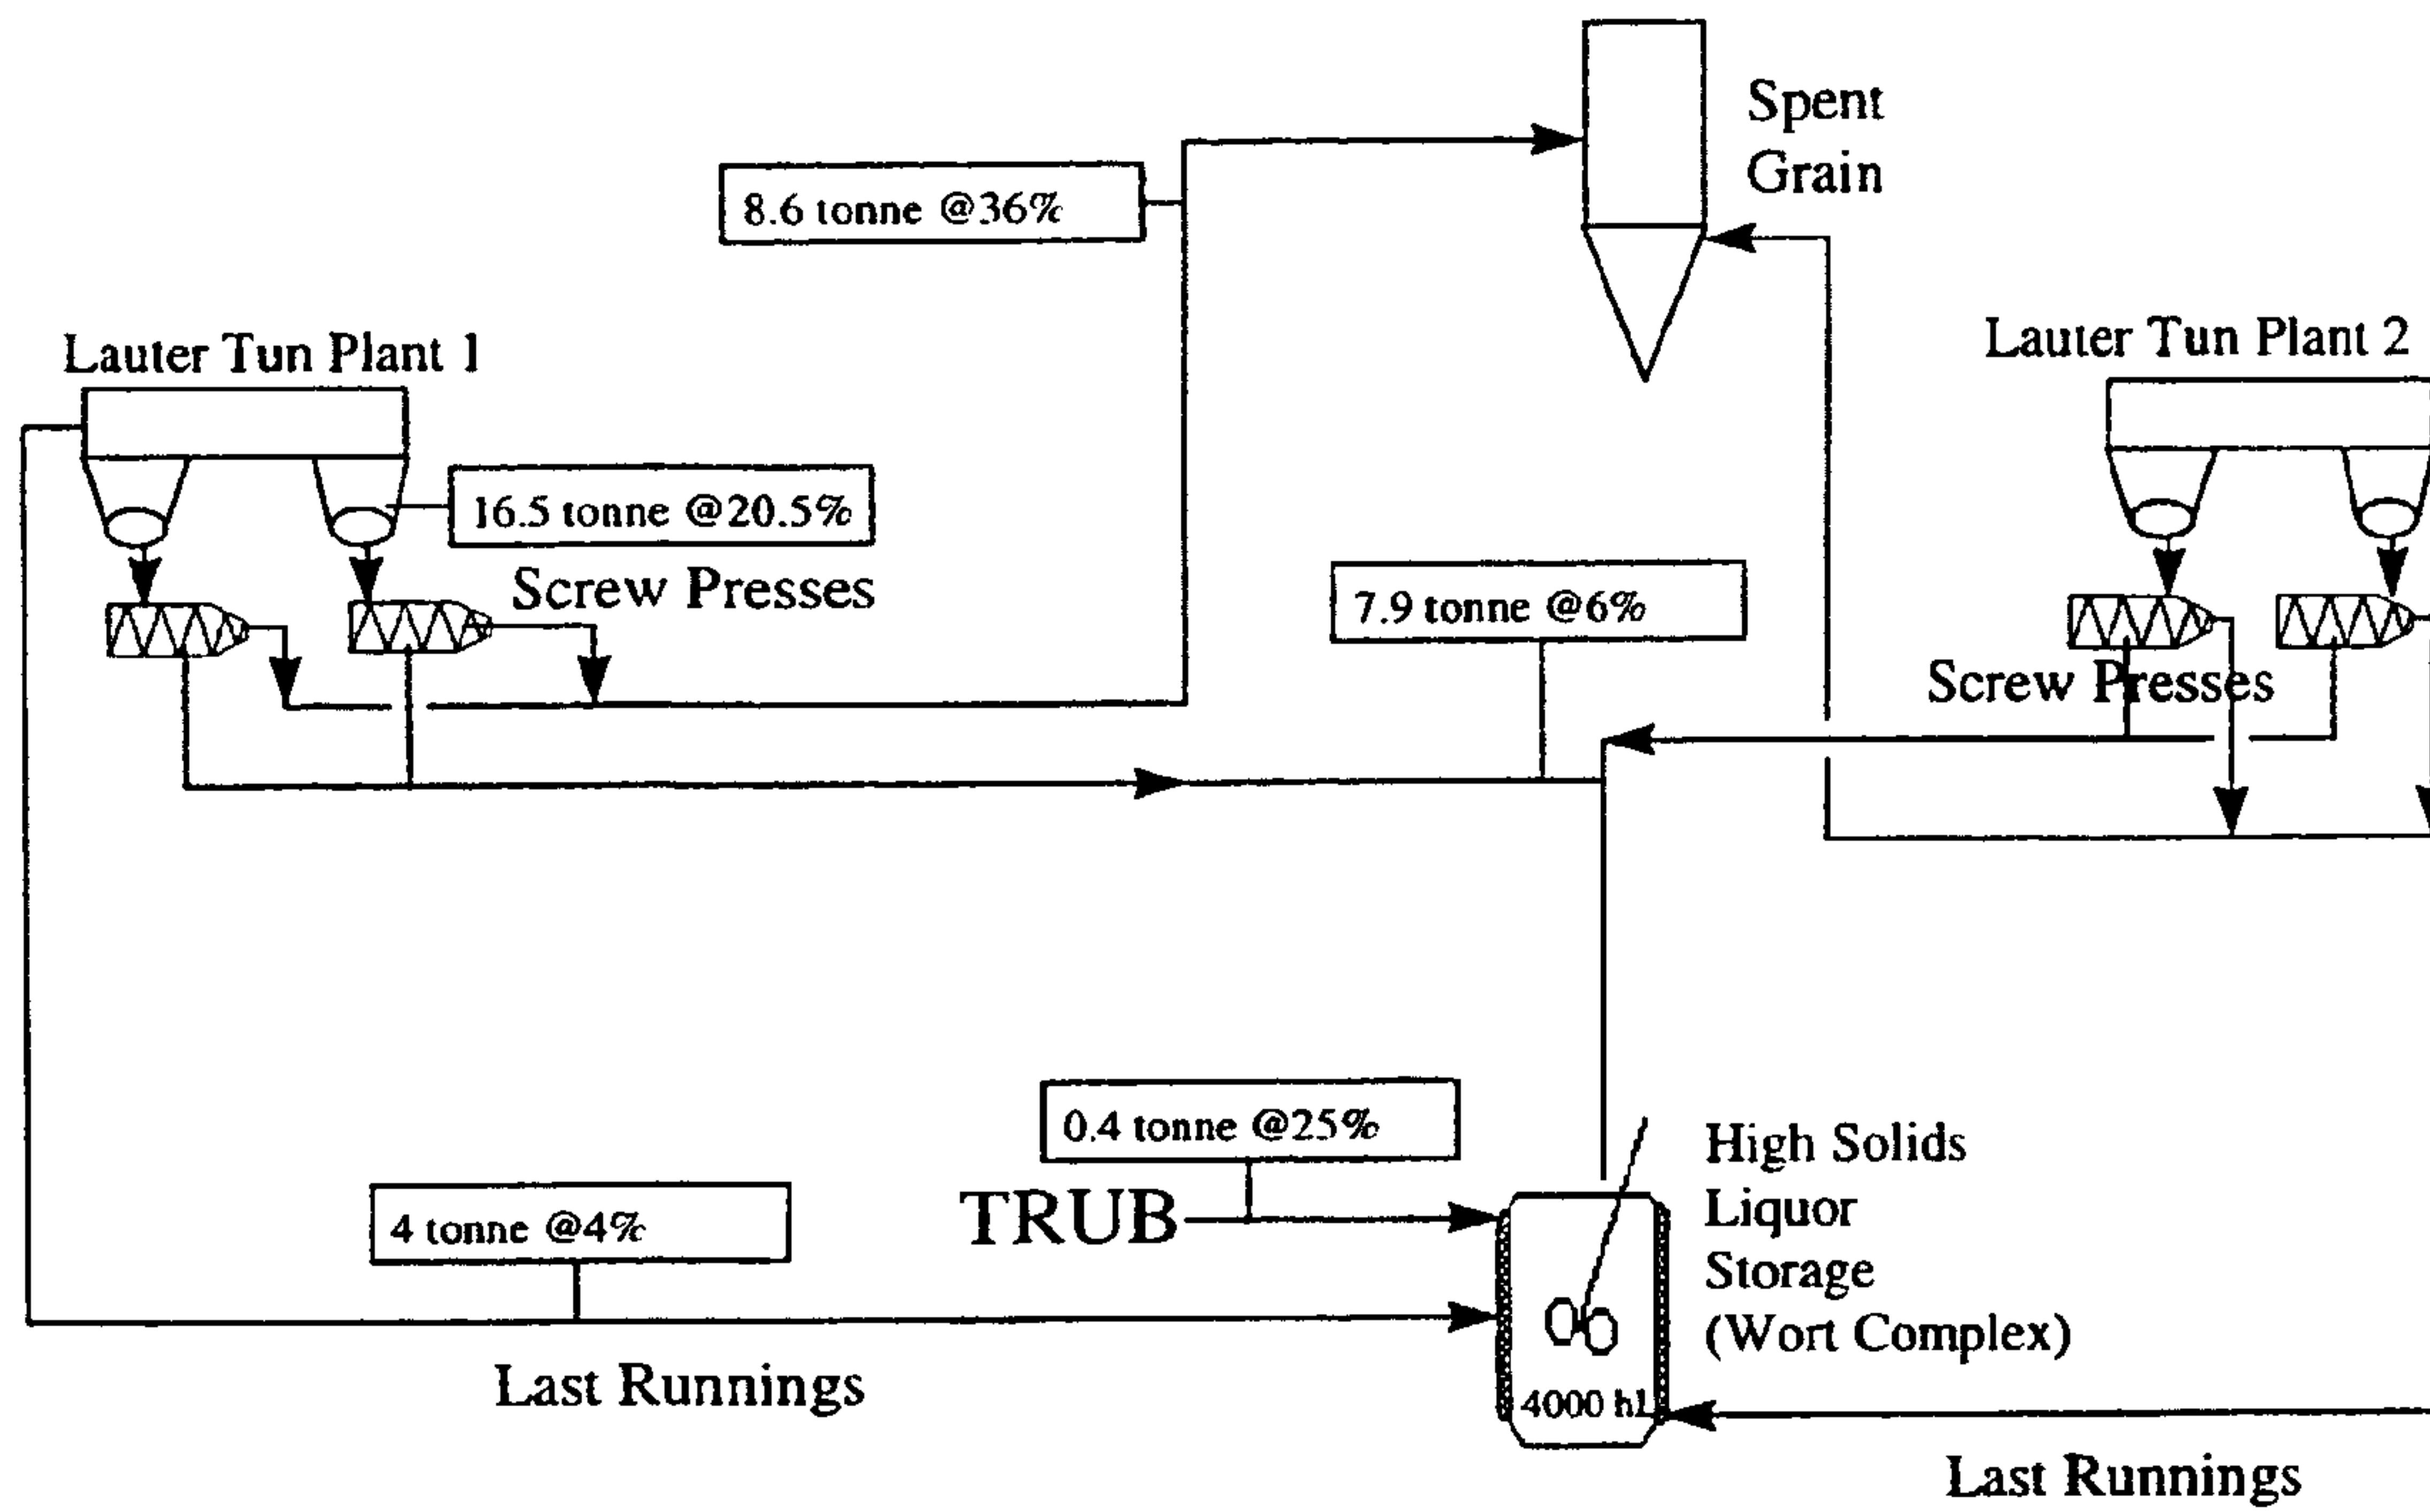 Spent
Grain
8.6 tonne @36%
Lauter Tun Plant 1
Lauter Tun Plant 2
16.5 tonne @20.5%
Screw Presses
7.9 tonne @6%
Screw Presses
0.4 tonne @25%
TRUB
High Solids
Liquor
Storage
(Wort Complex)
4 tonne @4%
4000 hl
Last Runnings
Last Runnings